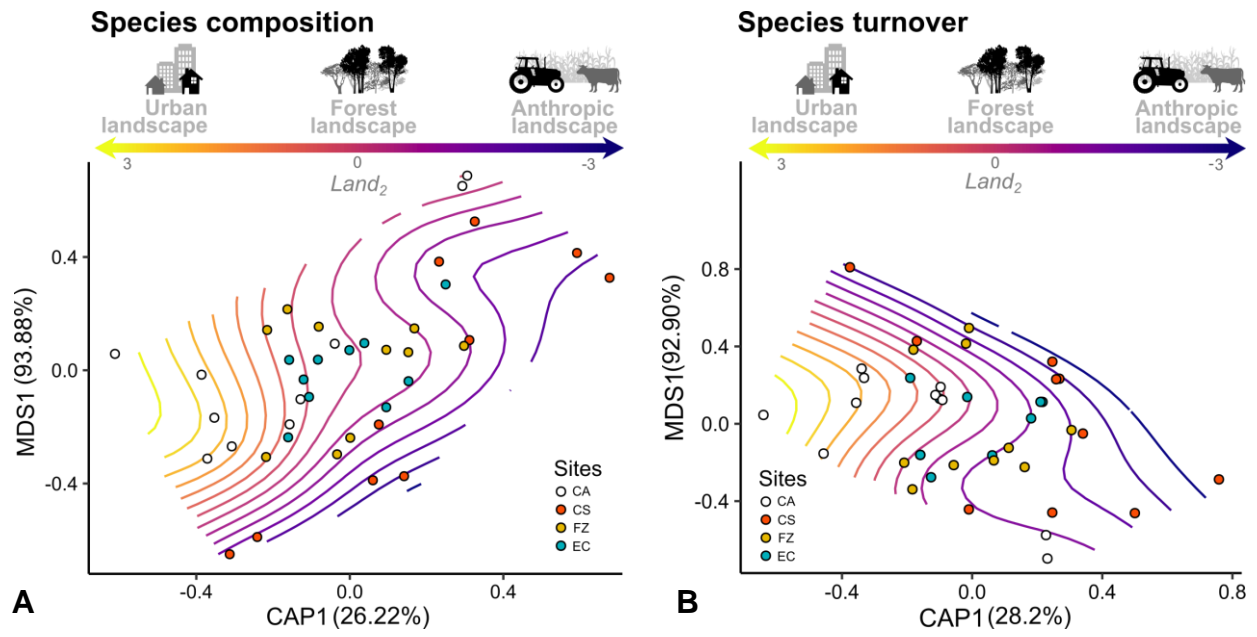 Species composition
Urban
landscape
Forest
landscape
Anthropic
landscape
3
0
-3
Land2
MDS1 (93.88%)
0.4
0.0
-0.4
Sites
CA
CS
FZ
EC
-0.4
0.0
0.4
CAP1(26.22%)
A
Species turnover
Urban
landscape
Forest
landscape
Anthropic
landscape
3
0
-3
Land2
MDS1(92.90%)
0.8
0.4
0.0
-0.4
Sites
CA
CS
FZ
EC
-0.4
0.0
0.4
0.8
CAP1(28.2%)
B